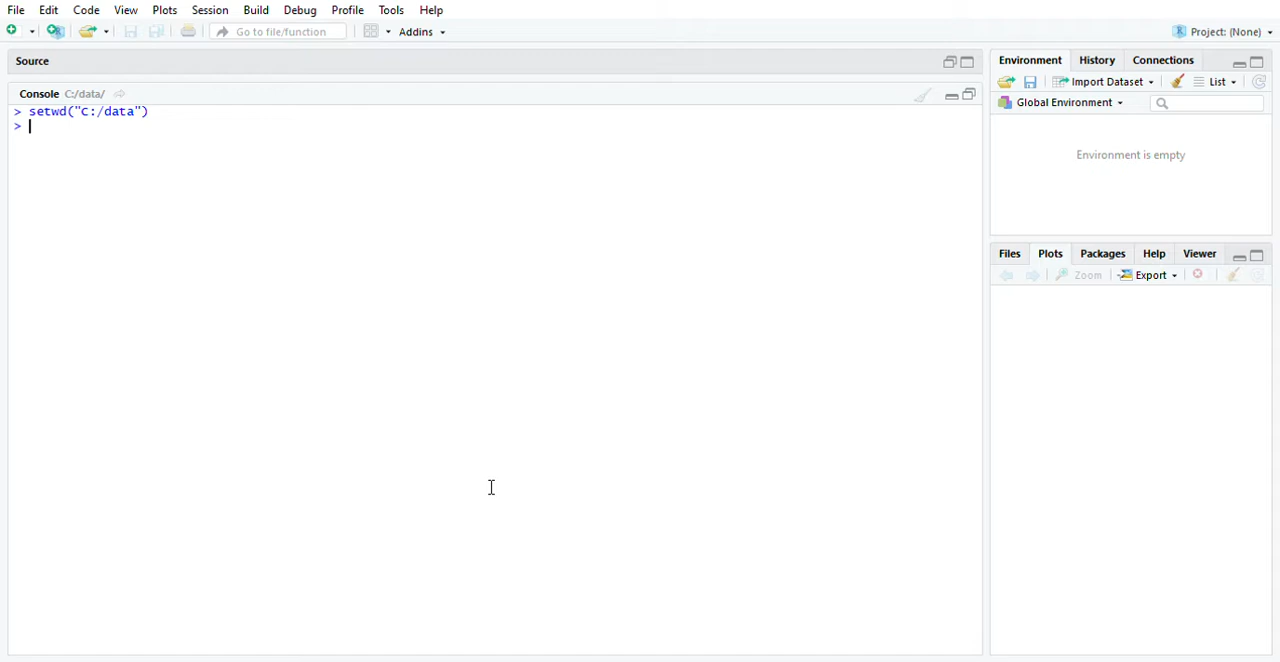 File Edit Code View Plots Session Build Debug Profile Tools Help
Go to file/function Addins Project: (None)
Source
Console C:/data/
> setwd("C:/data")
>
Environment History Connections
Import Dataset List
Global Environment
Environment is empty
Files Plots Packages Help Viewer
Zoom Export